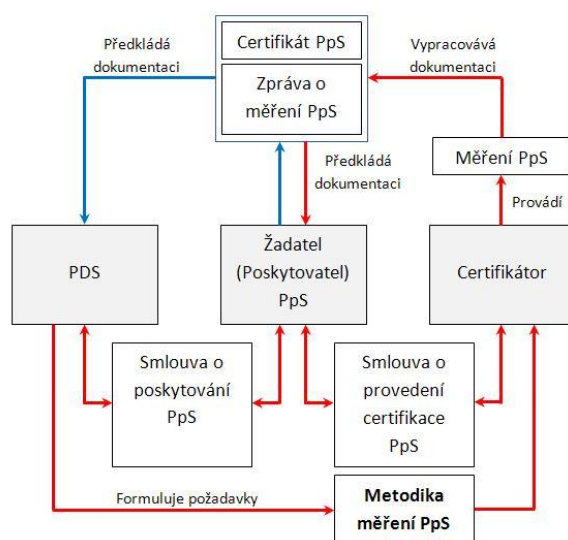 Předkládá
dokumentaci
Certifikát PpS
Zpráva o
měření PpS
Vypracovává
dokumentaci
Předkládá
dokumentaci
Měření PpS
Provádí
PDS
Žadatel
(Poskytovatel)
PpS
Certifikátor
Smlouva o
poskytování
PpS
Smlouva o
provedení
certifikace
PpS
Formuluje požadavky
Metodika
měření PpS